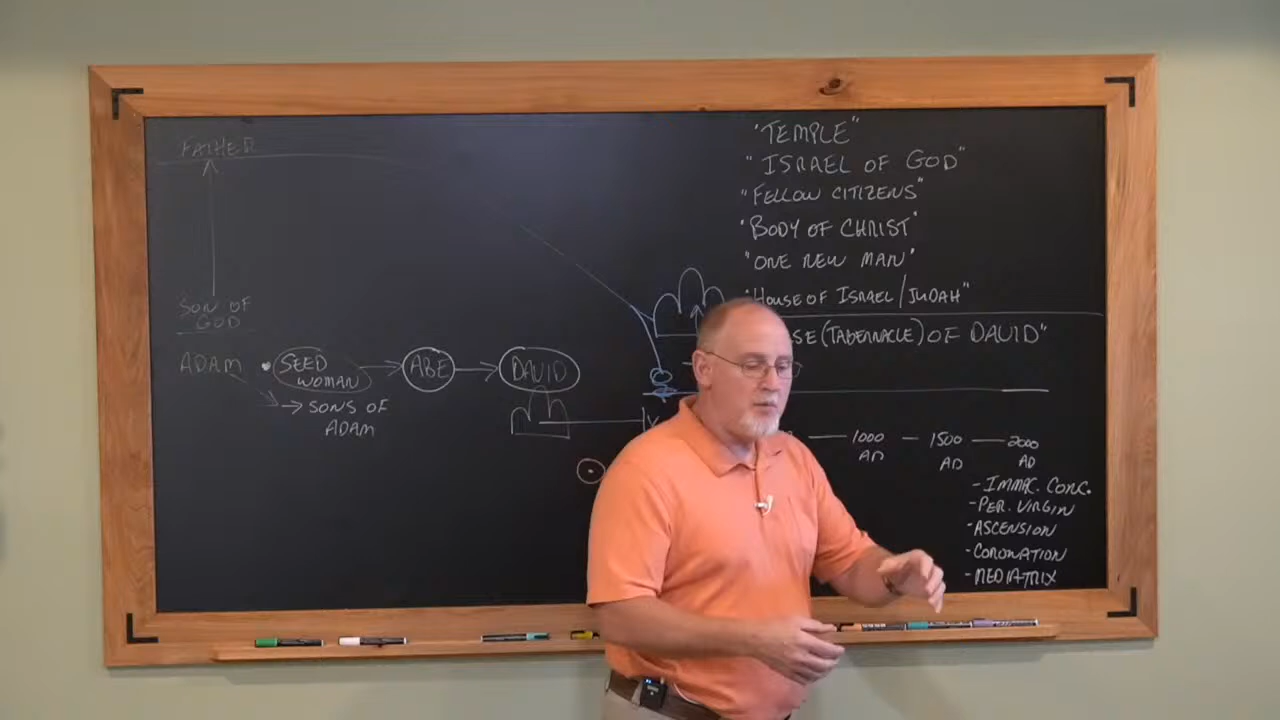 FATHER
SON OF
GOD
ADAM
SEED
WOMAN
ABE
DAVID
→ SONS OF
ADAM
"TEMPLE"
"ISRAEL OF GOD"
"FELLOW CITIZENS"
"BODY OF CHRIST"
"ONE NEW MAN"
"HOUSE OF ISRAEL/JUDAH"
(TABERNACLE) OF DAVID"
1000
AD
1500
AD
2000
AD
- IMMAC. CONC.
- PER. VIRGIN
- ASCENSION
- CORONATION
- MEDIATRIX